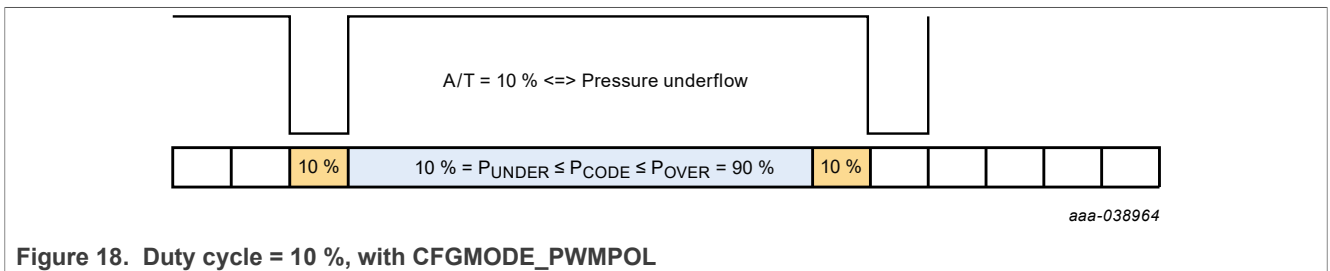 A/T = 10 % <=> Pressure underflow
10 % 10 % = PUNDER ≤ PCODE ≤ POVER = 90 % 10 %
aaa-038964
Figure 18. Duty cycle = 10 %, with CFGMODE_PWMPOL